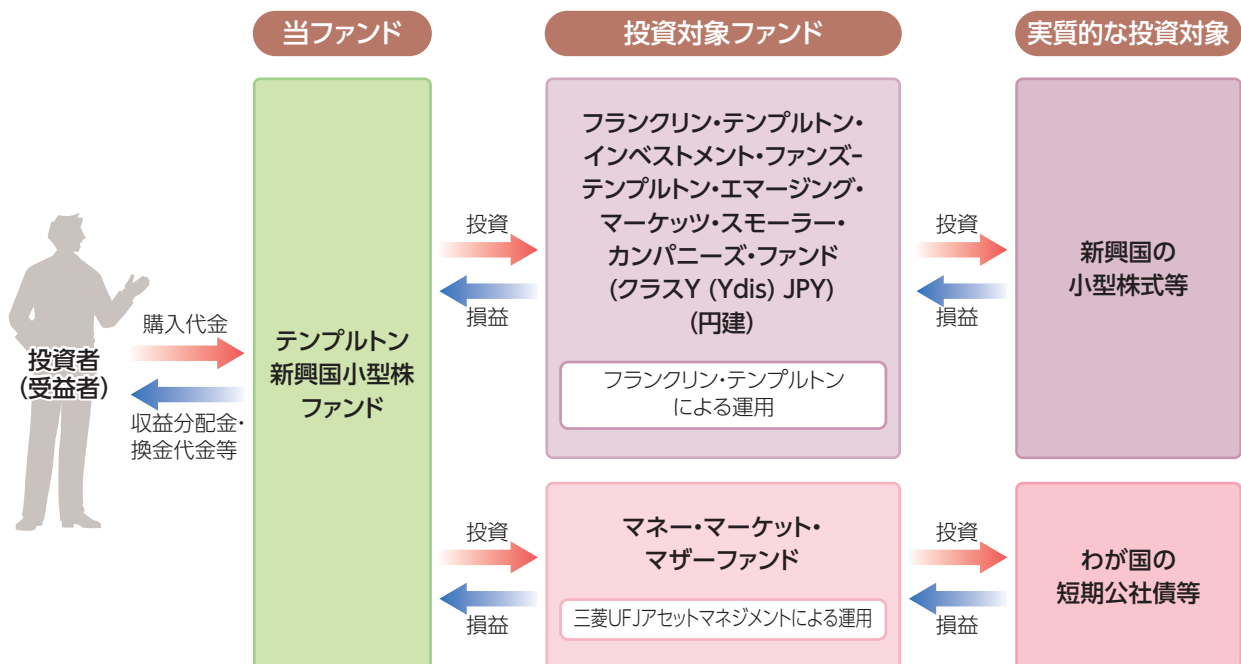 当ファンド
投資対象ファンド
実質的な投資対象
投資者
(受益者)
購入代金
収益分配金・
換金代金等
テンプルトン
新興国小型株
ファンド
投資
損益
フランクリン・テンプルトン・
インベストメント・ファンズ-
テンプルトン・エマージング・
マーケッツ・スモーラー・
カンパニーズ・ファンド
(クラスY (Ydis) JPY)
(円建)
フランクリン・テンプルトン
による運用
投資
損益
新興国の
小型株式等
投資
損益
マネー・マーケット・
マザーファンド
三菱UFJアセットマネジメントによる運用
投資
損益
わが国の
短期公社債等